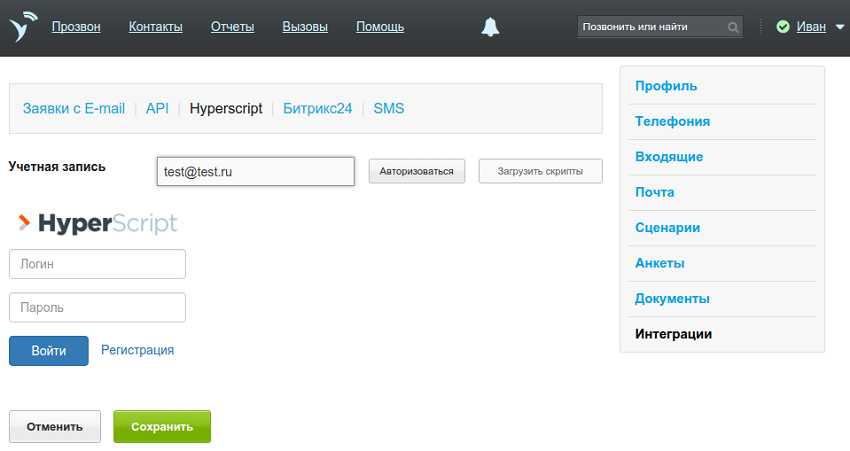 Прозвон Контакты Отчеты Вызовы Помощь Позвонить или найти Иван
Заявки с E-mail | API | Hyperscript | Битрикс24 | SMS
Учетная запись test@test.ru Авторизоваться Загрузить скрипты
HyperScript
Логин
Пароль
Войти Регистрация
Отменить Сохранить
Профиль
Телефония
Входящие
Почта
Сценарии
Анкеты
Документы
Интеграции